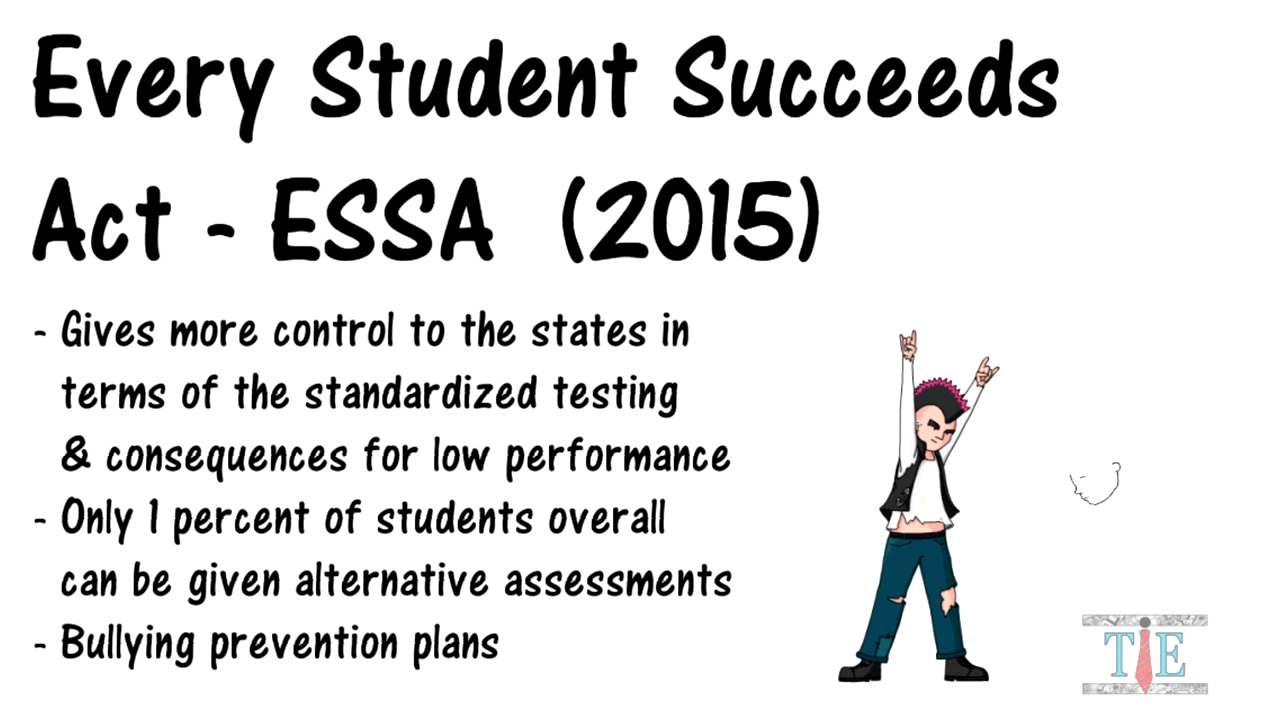 Every Student Succeeds
Act - ESSA (2015)
- Gives more control to the states in
terms of the standardized testing
& consequences for low performance
- Only 1 percent of students overall
can be given alternative assessments
- Bullying prevention plans
TIE